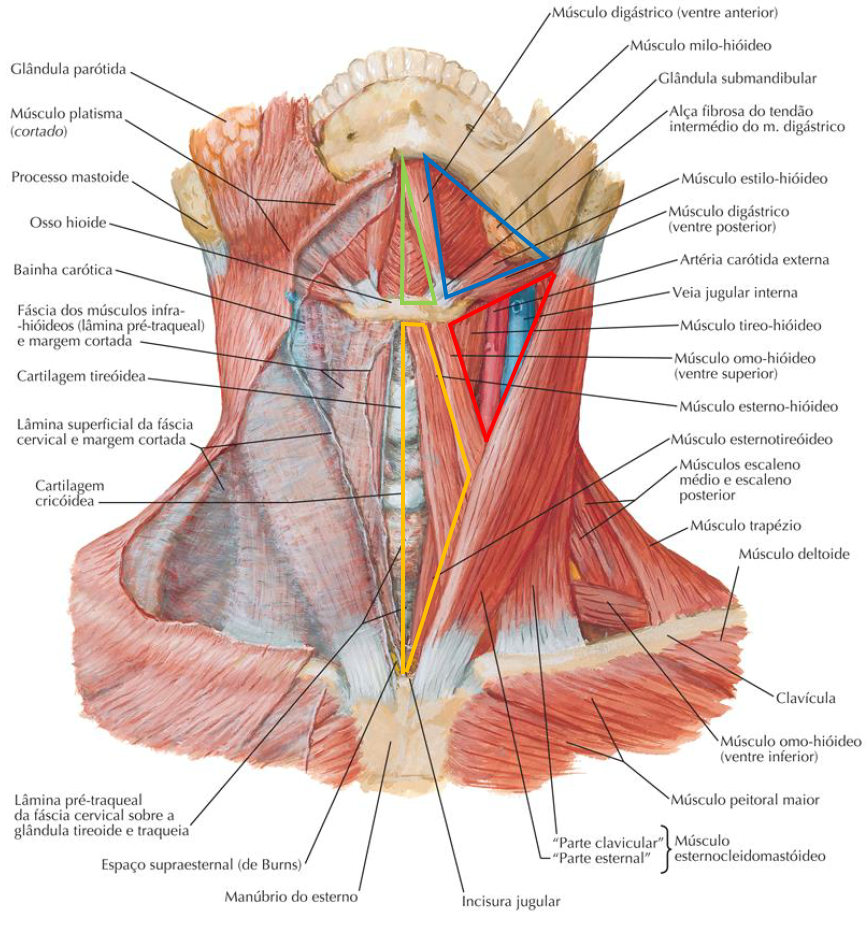 Glândula parótida
Músculo platisma
(cortado)
Processo mastoide
Osso hioide
Bainha carótica
Fáscia dos músculos infra-
-hióideos (lâmina pré-traqueal)
e margem cortada
Cartilagem tireóidea
Lâmina superficial da fáscia
cervical e margem cortada
Cartilagem
cricóidea
Lâmina pré-traqueal
da fáscia cervical sobre a
glândula tireoide e traqueia
Espaço supraesternal (de Burns)
Manúbrio do esterno
Incisura jugular
Músculo digástrico (ventre anterior)
Músculo milo-hióideo
Glândula submandibular
Alça fibrosa do tendão
intermédio do m. digástrico
Músculo estilo-hióideo
Músculo digástrico
(ventre posterior)
Artéria carótida externa
Veia jugular interna
Músculo tireo-hióideo
Músculo omo-hióideo
(ventre superior)
Músculo esterno-hióideo
Músculo esternotireóideo
Músculos escaleno
médio e escaleno
posterior
Músculo trapézio
Músculo deltoide
Clavícula
Músculo omo-hióideo
(ventre inferior)
Músculo peitoral maior
“Parte clavicular”
“Parte esternal”
Músculo
esternocleidomastóideo